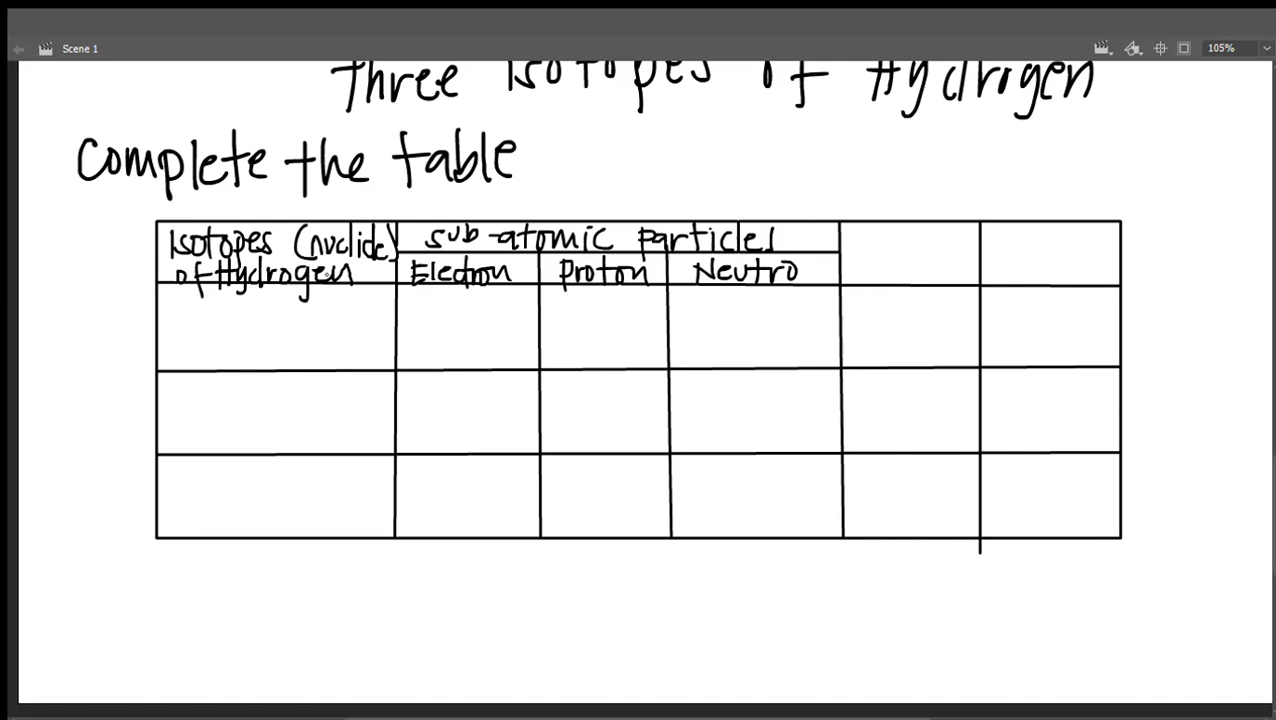 Scene 1
105%
Three Isotopes of Hydrogen
Complete the table
Isotopes (nuclide)
of Hydrogen
sub-atomic particles
Electron
Proton
Neutro